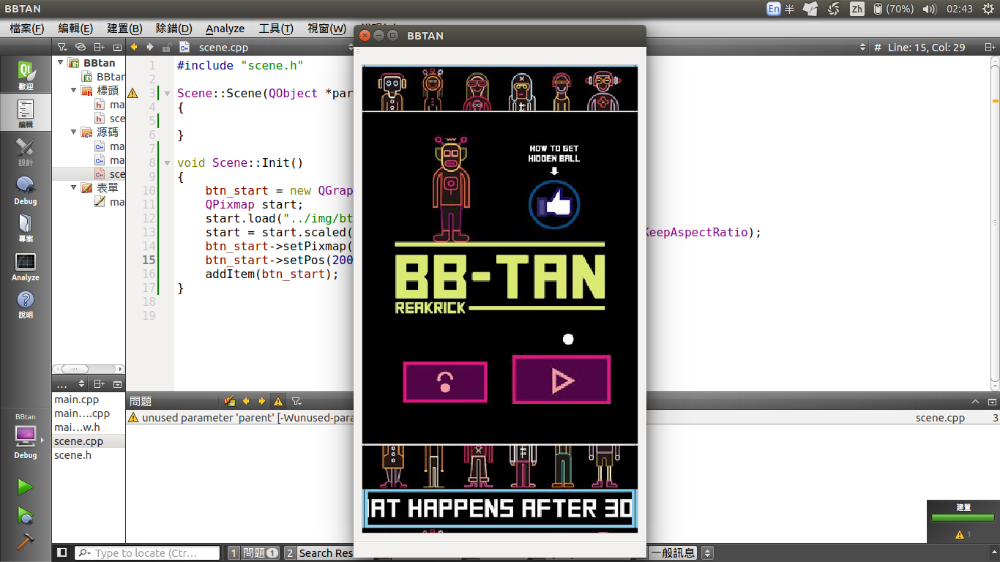 BBTAN
En 半 Zh (70%) 02:43
檔案(F) 編輯(E) 建置(B) 除錯(D) Analyze 工具(T) 視窗(W)
BBTAN
scene.cpp
# Line: 15, Col: 29
歡迎
編輯
設計
Debug
專案
Analyze
說明
BBtan
Debug
BBtan
BBtan
標頭
ma
sce
源碼
ma
ma
sce
表單
ma
...
main.cpp
main....cpp
mai...w.h
scene.cpp
scene.h
1 #include "scene.h"
2
3 Scene::Scene(QObject *par
4 {
5
6 }
7
8 void Scene::Init()
9 {
10 btn_start = new QGrap
11 QPixmap start;
12 start.load("../img/bt
13 start = start.scaled( KeepAspectRatio);
14 btn_start->setPixmap(
15 btn_start->setPos(200
16 addItem(btn_start);
17 }
18
19
HOW TO GET
HIDDEN BALL
BB-TAN
REAKRICK
AT HAPPENS AFTER 30
問題
unused parameter 'parent' [-Wunused-para scene.cpp 3
建置
1
Type to locate (Ctr... 1 問題 1 2 Search Res 一般訊息